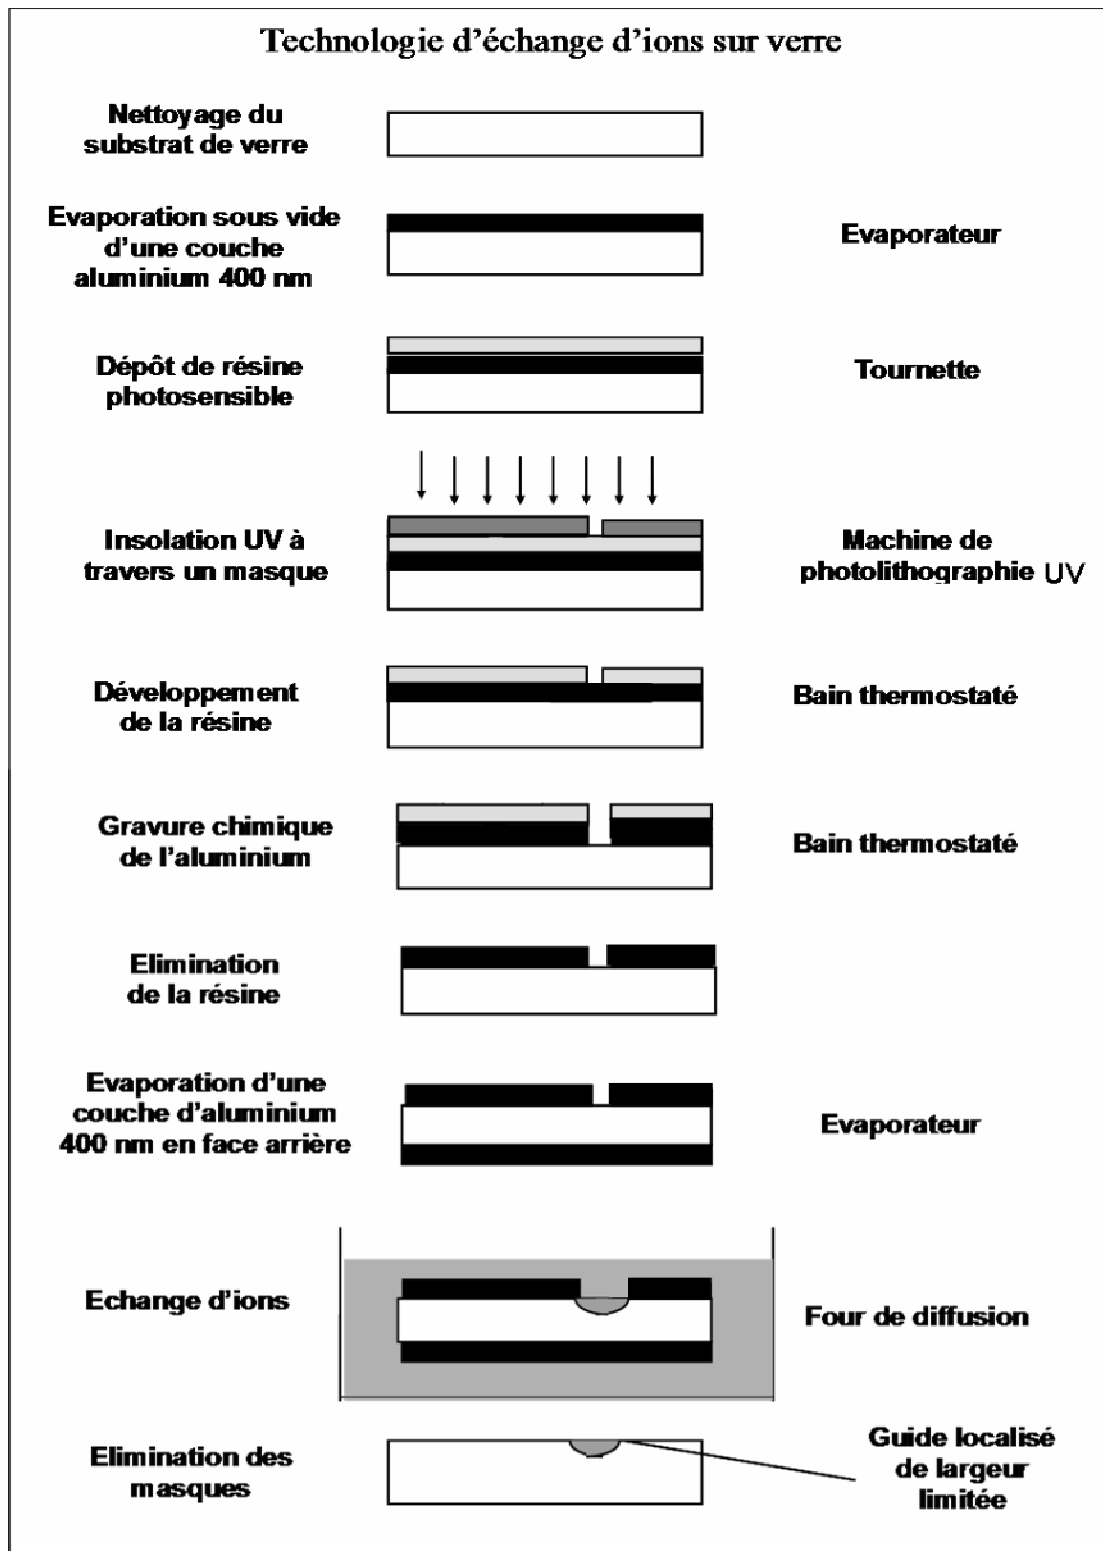 Technologie d'échange d'ions sur verre
Nettoyage du
substrat de verre
Evaporation sous vide
d'une couche
aluminium 400 nm
Evaporateur
Dépôt de résine
photosensible
Tournette
Insolation UV à
travers un masque
Machine de
photolithographie UV
Développement
de la résine
Bain thermostaté
Gravure chimique
de l'aluminium
Bain thermostaté
Elimination
de la résine
Evaporation d'une
couche d'aluminium
400 nm en face arrière
Evaporateur
Echange d'ions
Four de diffusion
Elimination des
masques
Guide localisé
de largeur
limitée